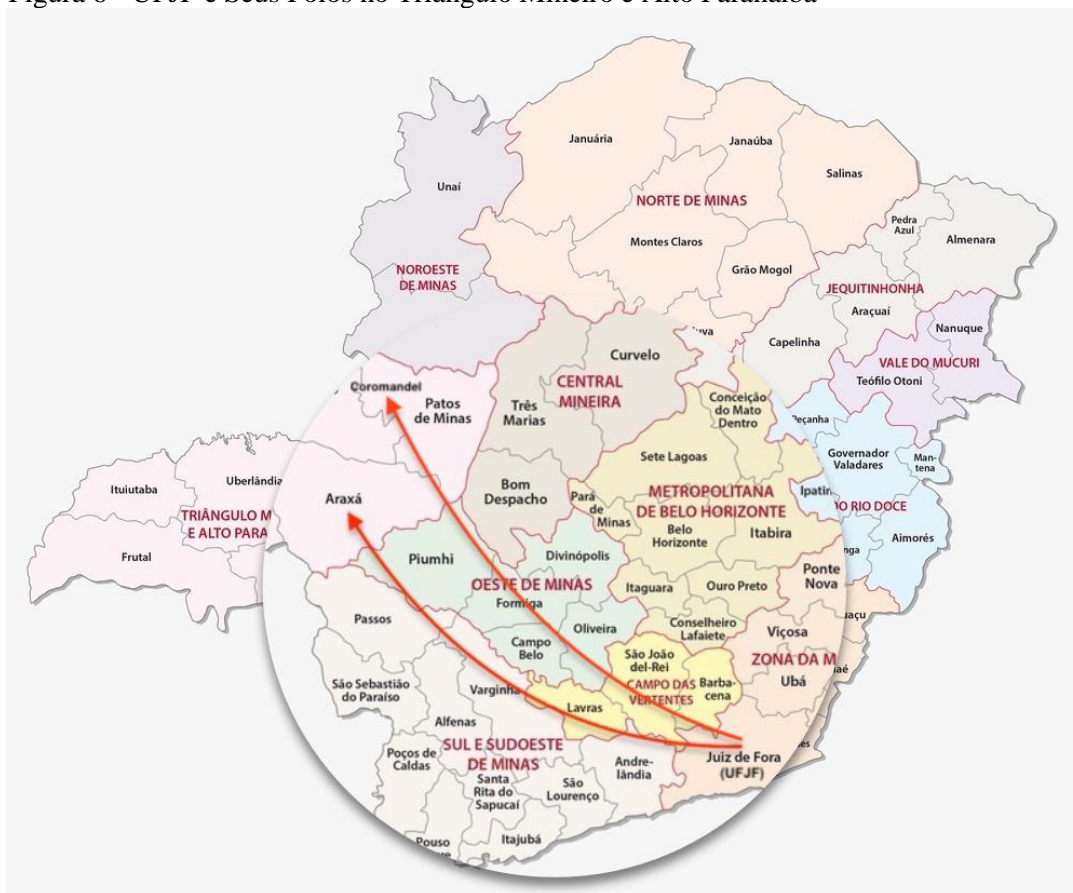 Figura 6 - UFJF e Seus Polos no Triângulo Mineiro e Alto Paranaíba
Januária
Janaúba
Salinas
Unaí
NORTE DE MINAS
Pedra
Azul
Almenara
Montes Claros
Grão Mogol
NOROESTE
DE MINAS
JEQUITINHONHA
Araçuaí
Nanuque
Capelinha
VALE DO MUCURI
Teófilo Otoni
Curvelo
CENTRAL
MINEIRA
Coromandel
Patos
de Minas
Três
Marias
Conceição
do Mato
Dentro
Peçanha
Governador
Valadares
Man-
tena
Sete Lagoas
Ituiutaba
Uberlândia
Araxá
Bom
Despacho
Pará
de
Minas
METROPOLITANA
DE BELO HORIZONTE
Ipatin
DO RIO DOCE
TRIÂNGULO M
E ALTO PARA
Belo
Horizonte
Itabira
Aimorés
nga
Frutal
Piumhi
Divinópolis
OESTE DE MINAS
Itaguara
Ouro Preto
Ponte
Nova
Formiga
Passos
Oliveira
Conselheiro
Lafaiete
Viçosa
uaçu
Campo
Belo
São João
del-Rei
ZONA DA M
aé
São Sebastião
do Paraíso
Varginha
CAMPO DAS
VERTENTES
Barba-
cena
Ubá
Lavras
Alfenas
es
Poços de
Caldas
SUL E SUDOESTE
DE MINAS
Andre-
lândia
Juiz de Fora
(UFJF)
Santa
Rita do
Sapucaí
São
Lourenço
Pouso
Itajubá